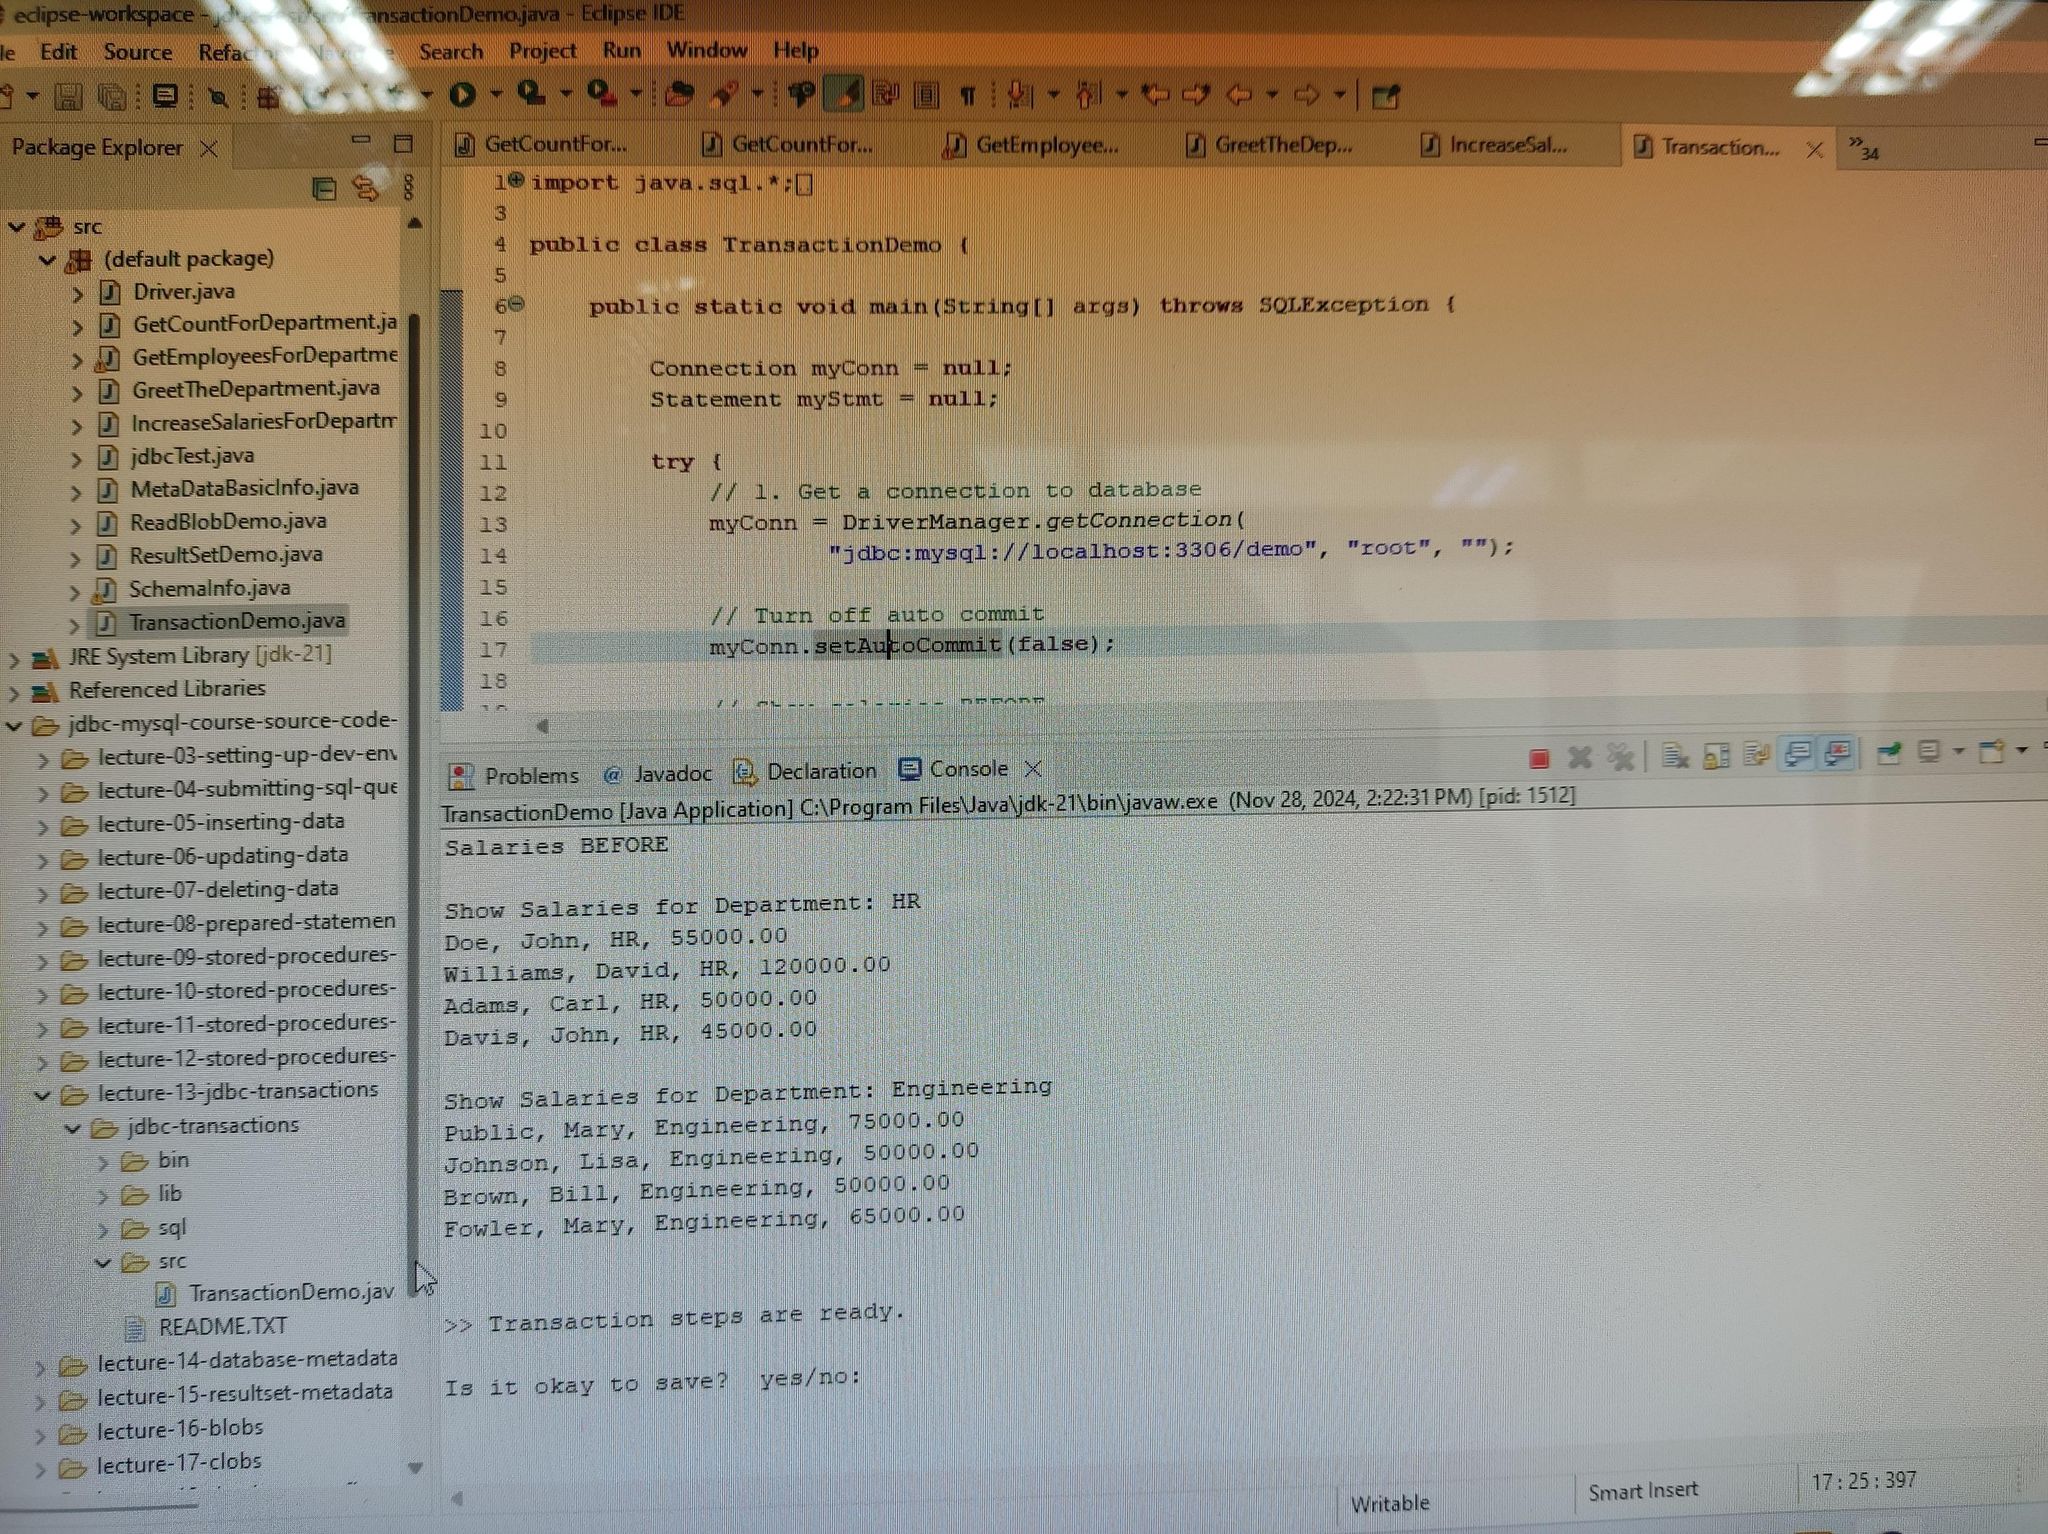 eclipse-workspace - TransactionDemo.java - Eclipse IDE
Edit Source Search Project Run Window Help
Package Explorer
GetCountFor...
GetCountFor...
GetEmployee...
GreetTheDep...
IncreaseSal...
Transaction...
34
src
(default package)
Driver.java
GetCountForDepartment.ja
GetEmployeesForDepartme
GreetTheDepartment.java
IncreaseSalariesForDepartm
jdbcTest.java
MetaDataBasicInfo.java
ReadBlobDemo.java
ResultSetDemo.java
SchemaInfo.java
TransactionDemo.java
JRE System Library [jdk-21]
Referenced Libraries
jdbc-mysql-course-source-code-
lecture-03-setting-up-dev-env
lecture-04-submitting-sql-que
lecture-05-inserting-data
lecture-06-updating-data
lecture-07-deleting-data
lecture-08-prepared-statemen
lecture-09-stored-procedures-
lecture-10-stored-procedures-
lecture-11-stored-procedures-
lecture-12-stored-procedures-
lecture-13-jdbc-transactions
jdbc-transactions
bin
lib
sql
src
TransactionDemo.jav
README.TXT
lecture-14-database-metadata
lecture-15-resultset-metadata
lecture-16-blobs
lecture-17-clobs
1 import java.sql.*;
3
4 public class TransactionDemo {
5
6 public static void main(String[] args) throws SQLException {
7
8 Connection myConn = null;
9 Statement myStmt = null;
10
11 try {
12 // 1. Get a connection to database
13 myConn = DriverManager.getConnection(
14 "jdbc:mysql://localhost:3306/demo", "root", "");
15
16 // Turn off auto commit
17 myConn.setAutoCommit(false);
18
Problems Javadoc Declaration Console
TransactionDemo [Java Application] C:\Program Files\Java\jdk-21\bin\javaw.exe (Nov 28, 2024, 2:22:31 PM) [pid: 1512]
Salaries BEFORE
Show Salaries for Department: HR
Doe, John, HR, 55000.00
Williams, David, HR, 120000.00
Adams, Carl, HR, 50000.00
Davis, John, HR, 45000.00
Show Salaries for Department: Engineering
Public, Mary, Engineering, 75000.00
Johnson, Lisa, Engineering, 50000.00
Brown, Bill, Engineering, 50000.00
Fowler, Mary, Engineering, 65000.00
>> Transaction steps are ready.
Is it okay to save? yes/no:
Writable
Smart Insert
17:25:397